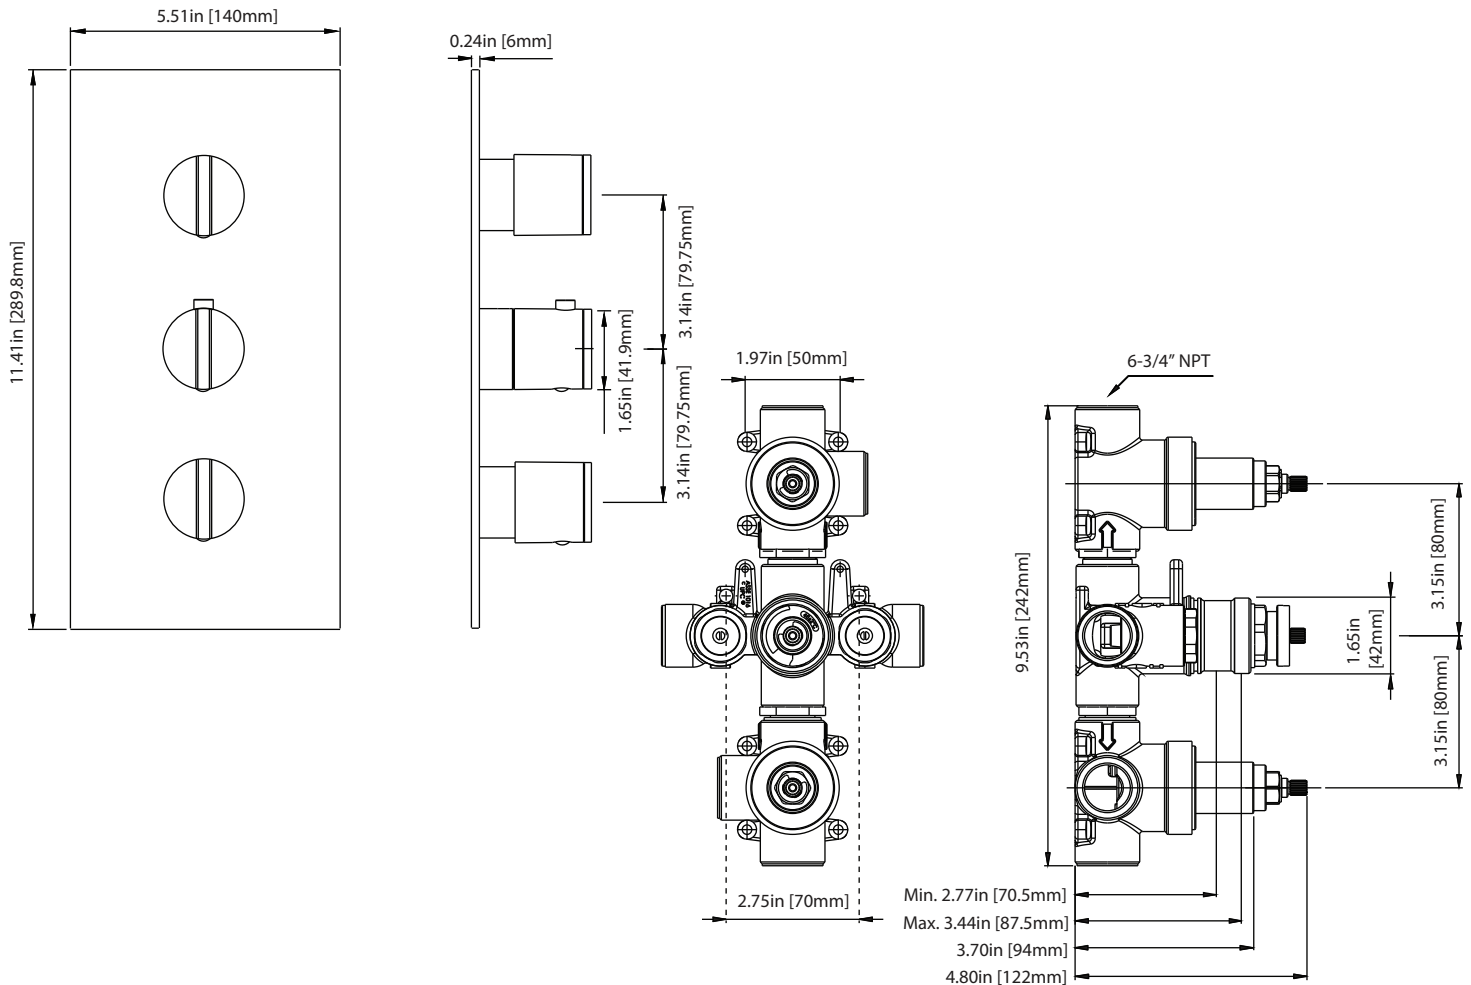 5.51in [140mm]
0.24in [6mm]
11.41in [289.8mm]
3.14in [79.75mm]
1.65in [41.9mm]
3.14in [79.75mm]
1.97in [50mm]
6-3/4” NPT
9.53in [242mm]
3.15in [80mm]
1.65in
[42mm]
3.15in [80mm]
2.75in [70mm]
Min. 2.77in [70.5mm]
Max. 3.44in [87.5mm]
3.70in [94mm]
4.80in [122mm]